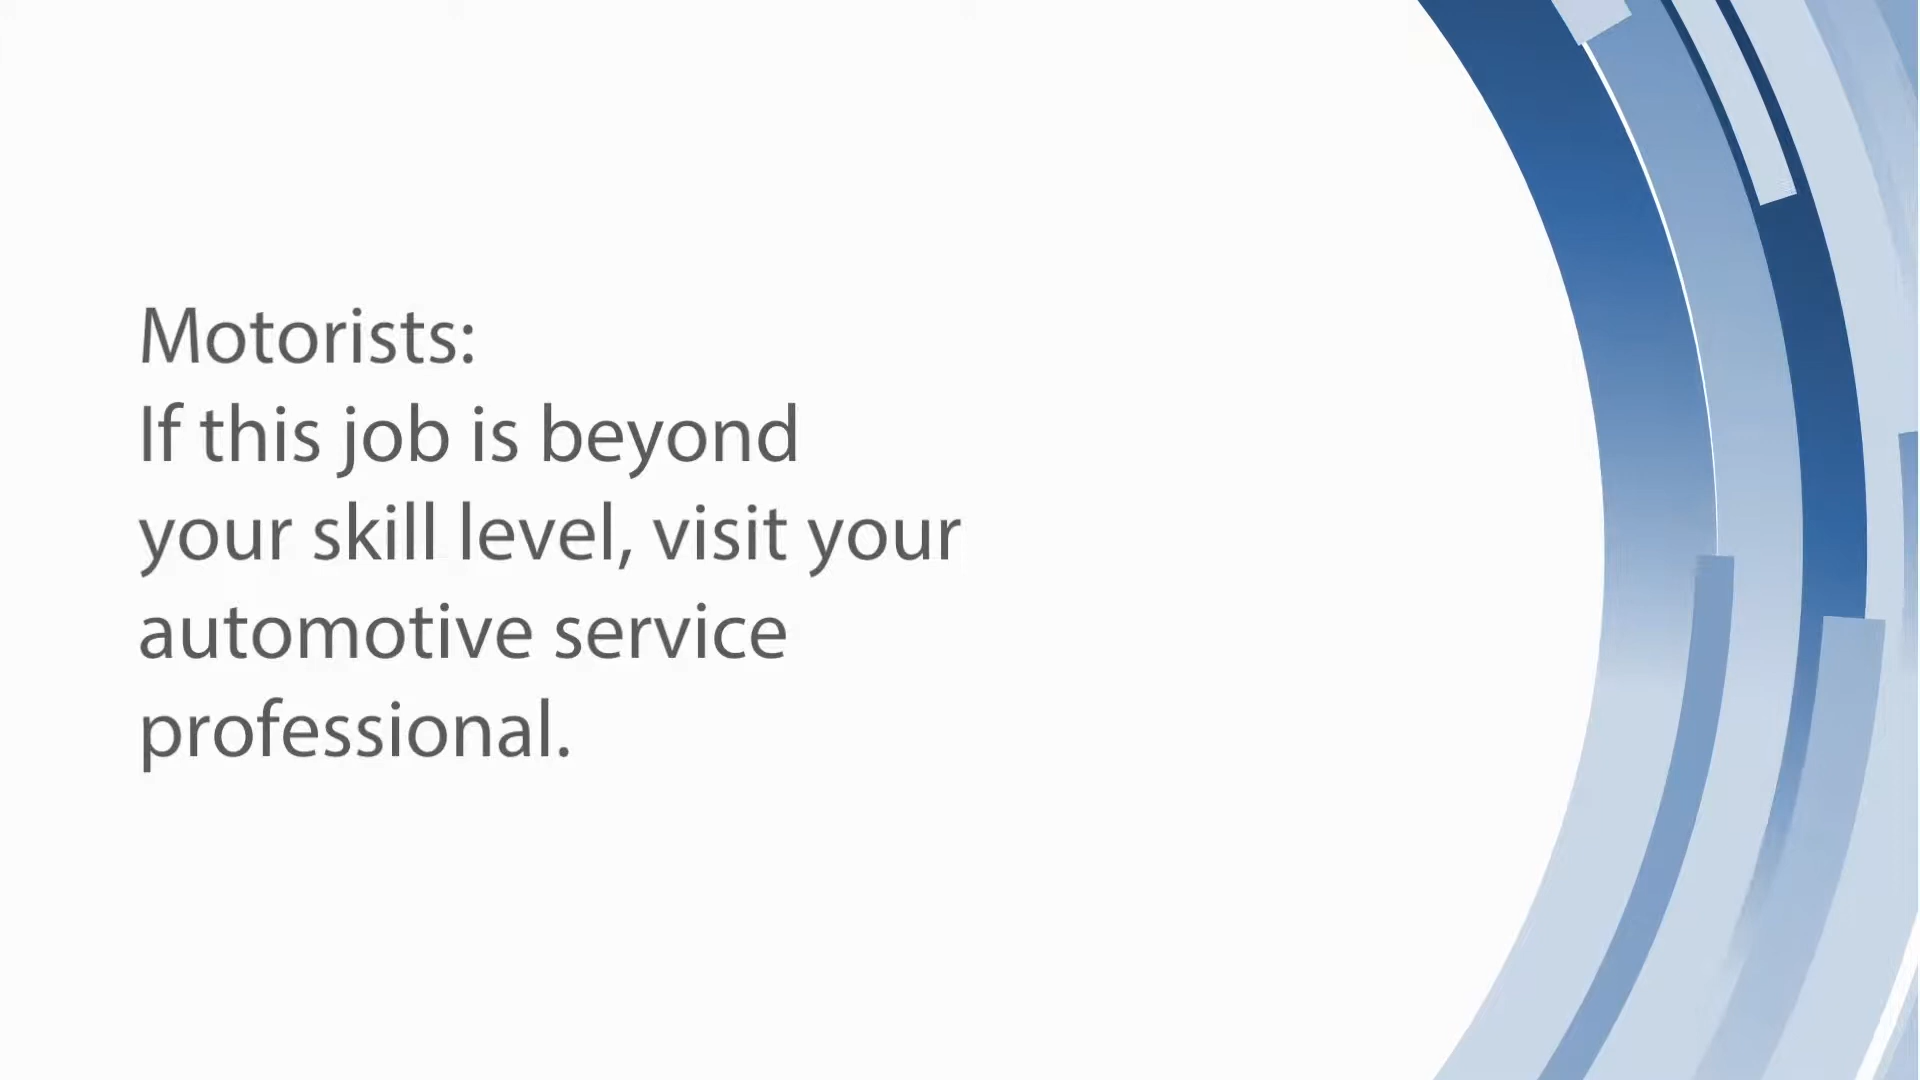 Motorists:
If this job is beyond
your skill level, visit your
automotive service
professional.